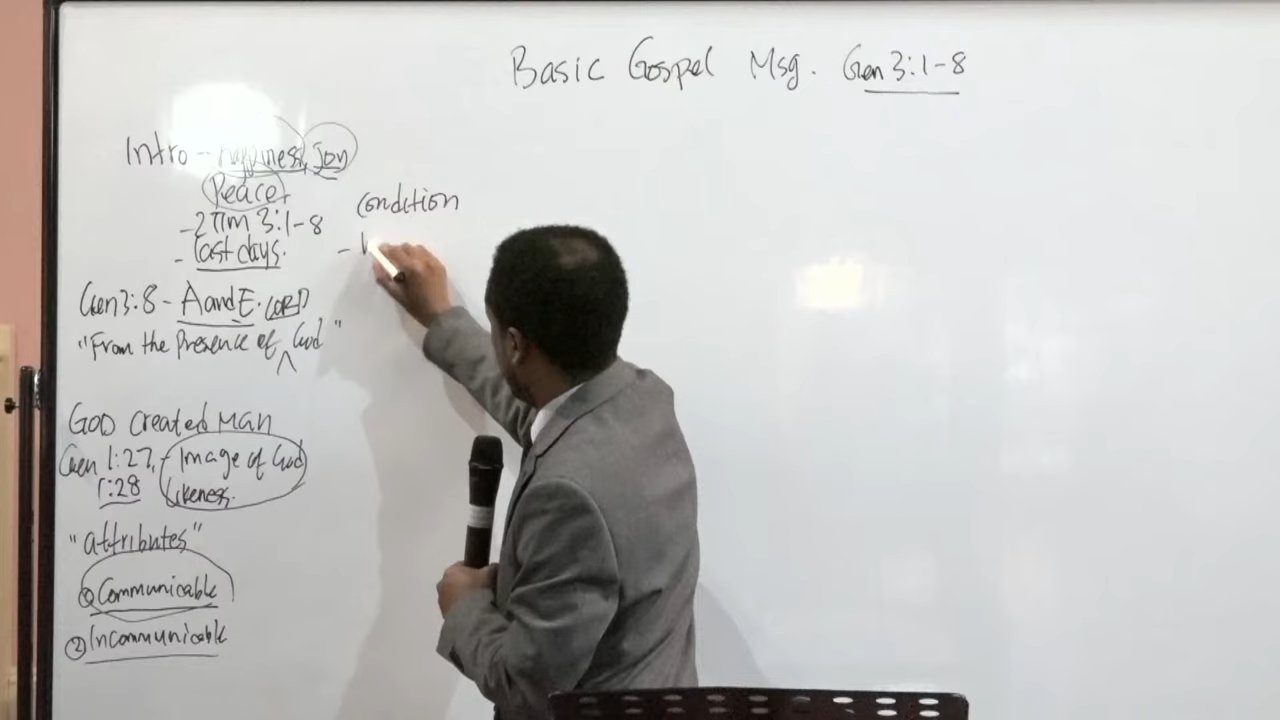 Basic Gospel Msg. Gen 3:1-8
Intro - Happiness, Joy
Peace
- 2 Tim 3:1-8
- last days.
Gen 3:8 - A and E. LORD
"From the Presence of ^ God"
GOD created MAN
Gen 1:27, - Image of God
1:28 Likeness.
"attributes"
① Communicable
② Incommunicable
condition
-